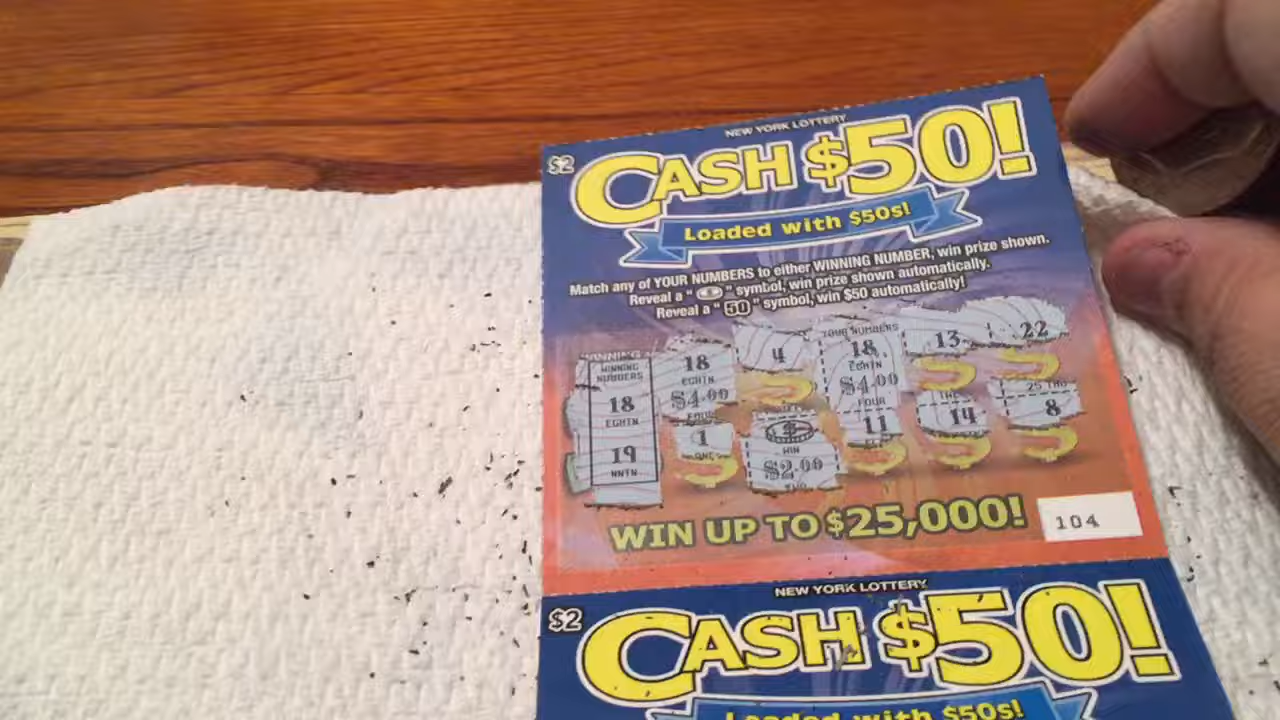 NEW YORK LOTTERY
$2
CASH $50!
Loaded with $50s!
Match any of YOUR NUMBERS to either WINNING NUMBER, win prize shown.
Reveal a " " symbol, win prize shown automatically.
Reveal a " 50 " symbol, win $50 automatically!
WINNING
WINNING
NUMBERS
18
EGHTN
19
NNTN
YOUR NUMBERS
18
EGHTN
$4.00
FOUR
4
18
EGHTN
$4.00
FOUR
13
22
1
ONE
WIN
$2.00
TWO
11
14
25 THO
8
WIN UP TO $25,000!
104
NEW YORK LOTTERY
$2
CASH $50!
Loaded with $50s!